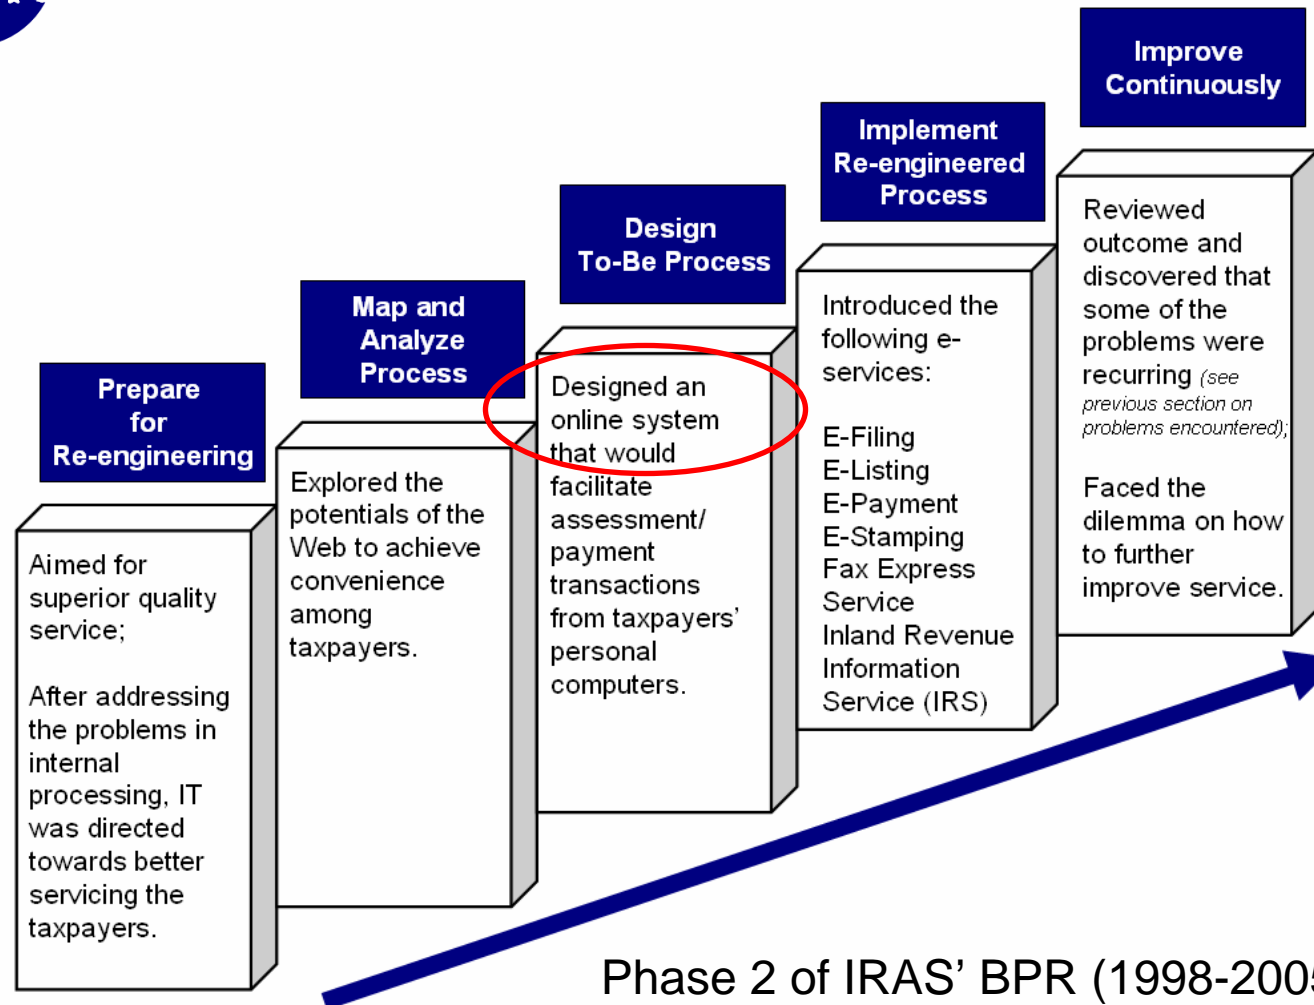 Prepare
for
Re-engineering
Aimed for
superior quality
service;
After addressing
the problems in
internal
processing, IT
was directed
towards better
servicing the
taxpayers.
Map and
Analyze
Process
Explored the
potentials of the
Web to achieve
convenience
among
taxpayers.
Design
To-Be Process
Designed an
online system
that would
facilitate
assessment/
payment
transactions
from taxpayers'
personal
computers.
Implement
Re-engineered
Process
Introduced the
following e-
services:
E-Filing
E-Listing
E-Payment
E-Stamping
Fax Express
Service
Inland Revenue
Information
Service (IRS)
Improve
Continuously
Reviewed
outcome and
discovered that
some of the
problems were
recurring (see
previous section on
problems encountered);
Faced the
dilemma on how
to further
improve service.
Phase 2 of IRAS' BPR (1998-2005